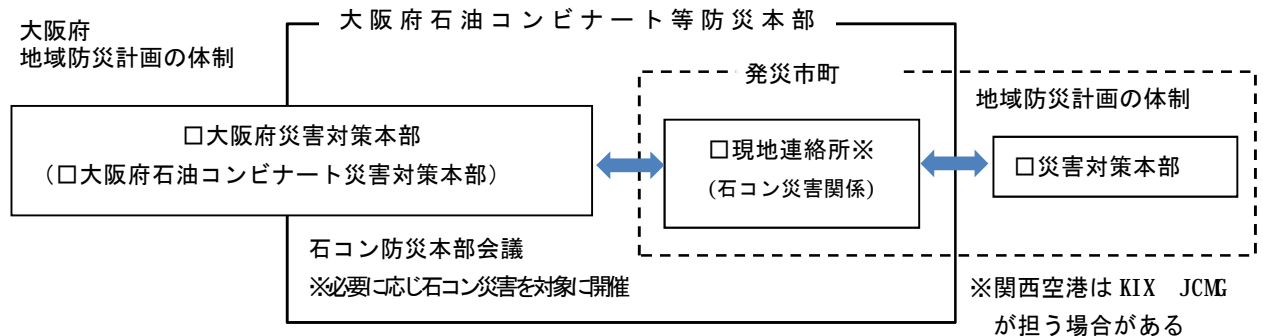 大阪府石油コンビナート等防災本部
大阪府
地域防災計画の体制
発災市町
地域防災計画の体制
□大阪府災害対策本部
（□大阪府石油コンビナート災害対策本部）
□現地連絡所※
(石コン災害関係)
□災害対策本部
石コン防災本部会議
※必要に応じ石コン災害を対象に開催
※関西空港は KIX JCMG
が担う場合がある